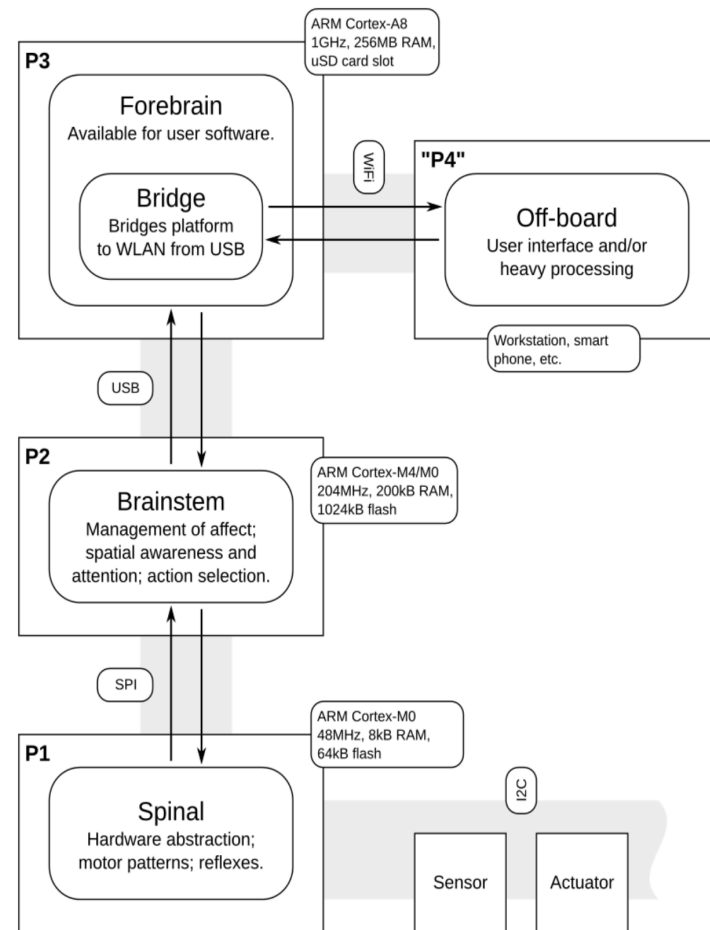 ARM Cortex-A8
1GHz, 256MB RAM,
uSD card slot
P3
Forebrain
Available for user software.
Bridge
Bridges platform
to WLAN from USB
WiFi
"P4"
Off-board
User interface and/or
heavy processing
Workstation, smart
phone, etc.
USB
P2
ARM Cortex-M4/M0
204MHz, 200kB RAM,
1024kB flash
Brainstem
Management of affect;
spatial awareness and
attention; action selection.
SPI
ARM Cortex-M0
48MHz, 8kB RAM,
64kB flash
P1
Spinal
Hardware abstraction;
motor patterns; reflexes.
I2C
Sensor
Actuator